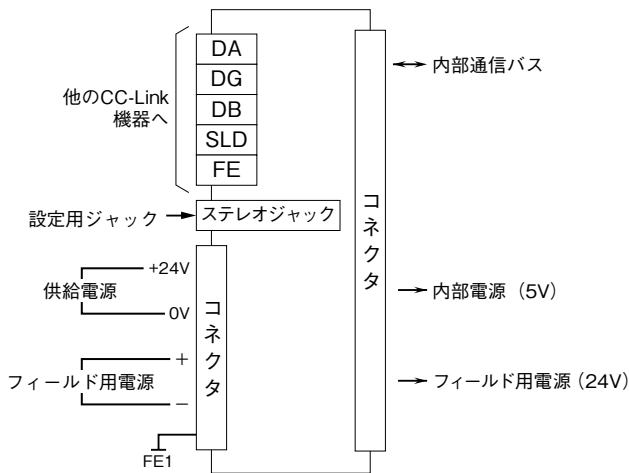 他のCC-Link
機器へ
DA
DG
DB
SLD
FE
設定用ジャック
ステレオジャック
供給電源
+24V
0V
フィールド用電源
+
−
FE1
コネクタ
コネクタ
内部通信バス
内部電源（5V）
フィールド用電源（24V）